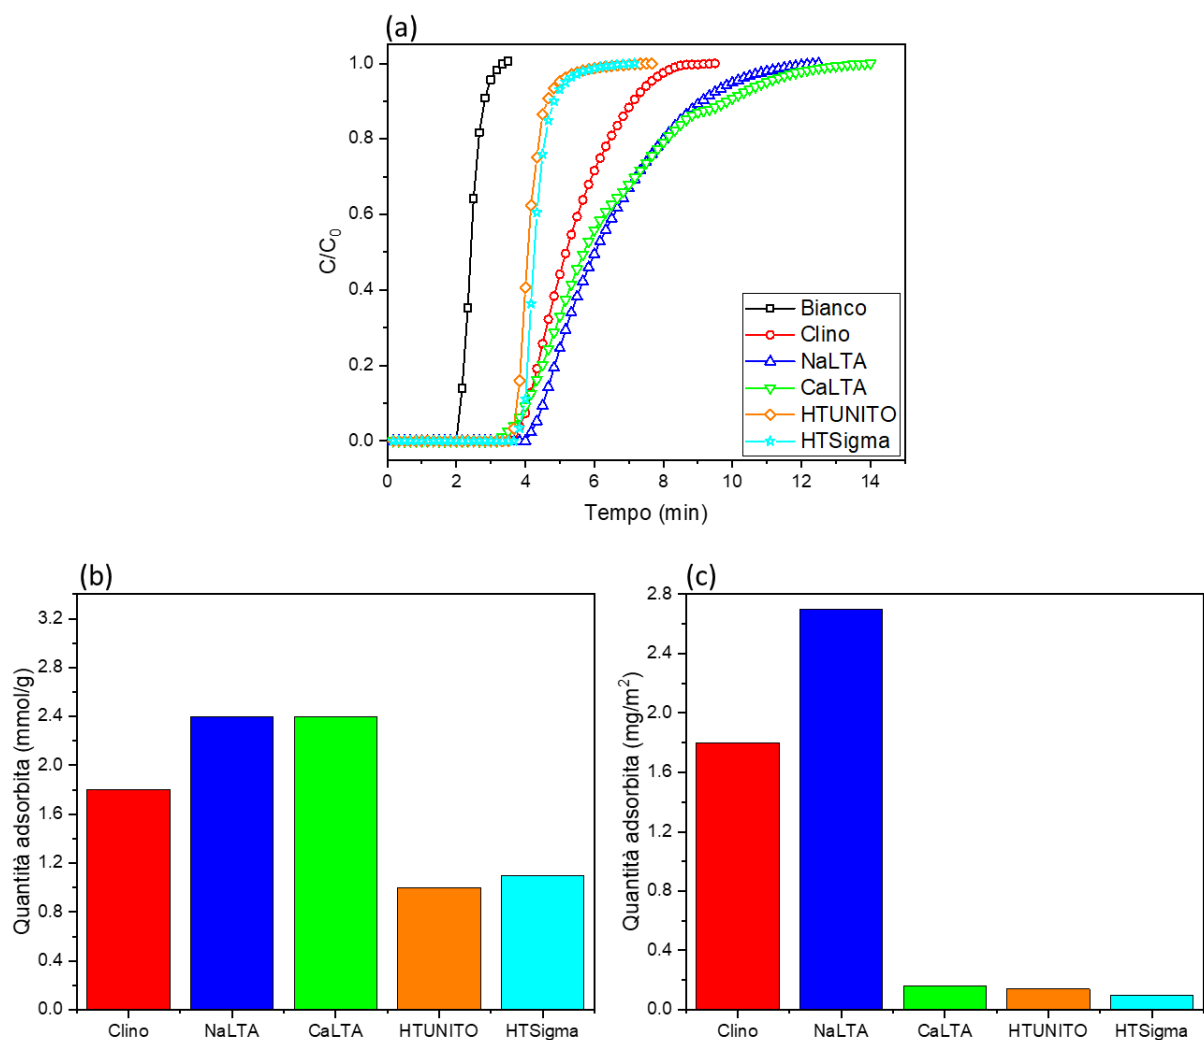 (a)
1.0
0.8
0.6
0.4
0.2
0.0
C/C0
0 2 4 6 8 10 12 14
Tempo (min)
Bianco
Clino
NaLTA
CaLTA
HTUNITO
HTSigma
(b)
3.2
2.8
2.4
2.0
1.6
1.2
0.8
0.4
0.0
Quantità adsorbita (mmol/g)
Clino NaLTA CaLTA HTUNITO HTSigma
(c)
2.8
2.4
2.0
1.6
1.2
0.8
0.4
0.0
Quantità adsorbita (mg/m²)
Clino NaLTA CaLTA HTUNITO HTSigma